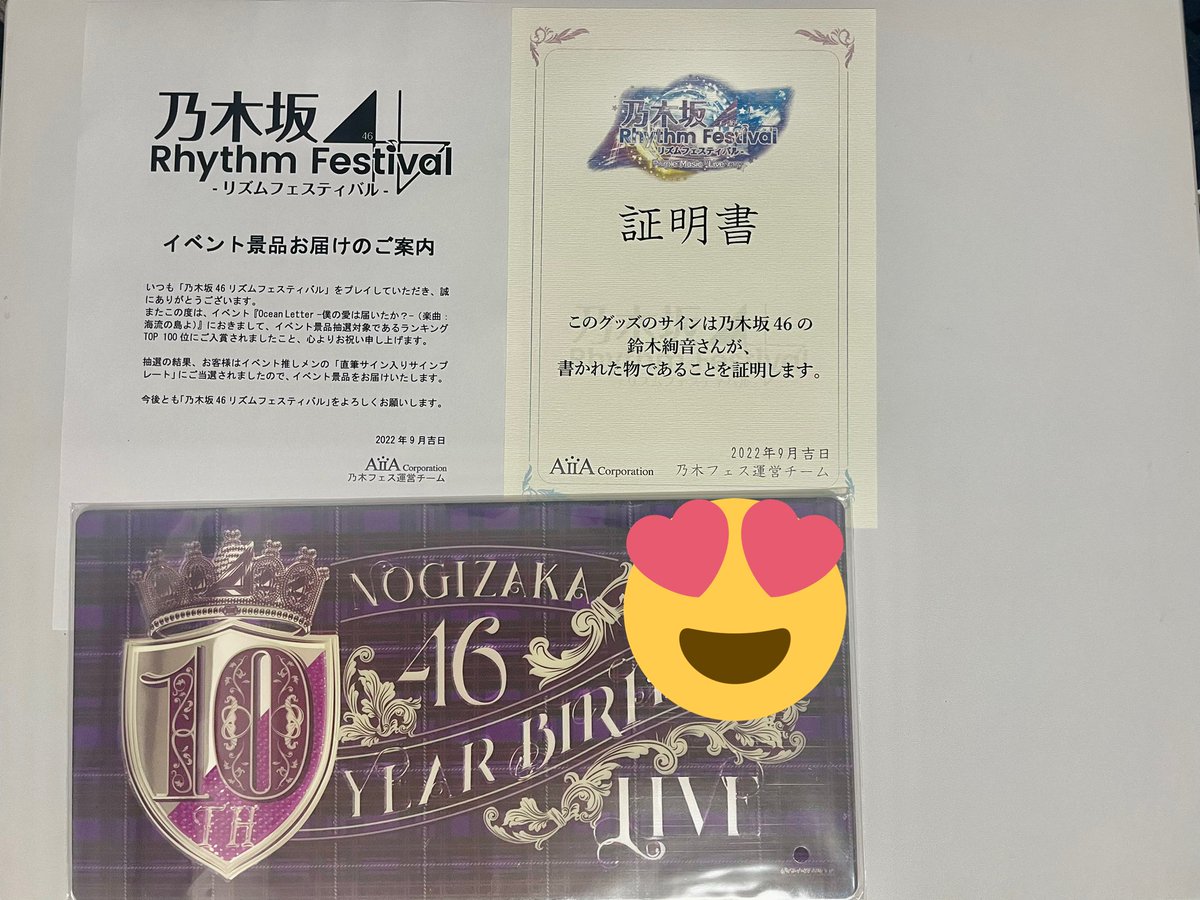 乃木坂46
Rhythm Festival
- リズムフェスティバル -
イベント景品お届けのご案内
いつも「乃木坂46リズムフェスティバル」をプレイしていただき、誠
にありがとうございます。
またこの度は、イベント『Ocean Letter -僕の愛は届いたか?-(楽曲:
海流の島よ)』におきまして、イベント景品抽選対象であるランキング
TOP 100位にご入賞されましたこと、心よりお祝い申し上げます。
抽選の結果、お客様はイベント推しメンの「直筆サイン入りサインプ
レート」にご当選されましたので、イベント景品をお届けいたします。
今後とも「乃木坂46リズムフェスティバル」をよろしくお願いします。
2022年9月吉日
AiiA Corporation
乃木フェス運営チーム
乃木坂
Rhythm Festival
-リズムフェスティバル-
証明書
このグッズのサインは乃木坂46の
鈴木絢音さんが、
書かれた物であることを証明します。
2022年9月吉日
AiiA Corporation 乃木フェス運営チーム
10
TH
NOGIZAKA
46
YEAR
LIVE